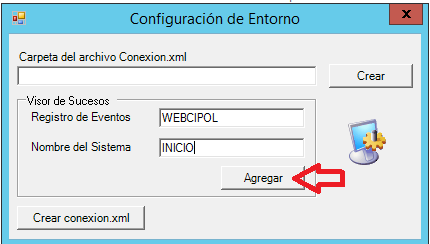 Configuración de Entorno
x
Carpeta del archivo Conexion.xml
Crear
Visor de Sucesos
Registro de Eventos WEBCIPOL
Nombre del Sistema INICIO
Agregar
Crear conexion.xml